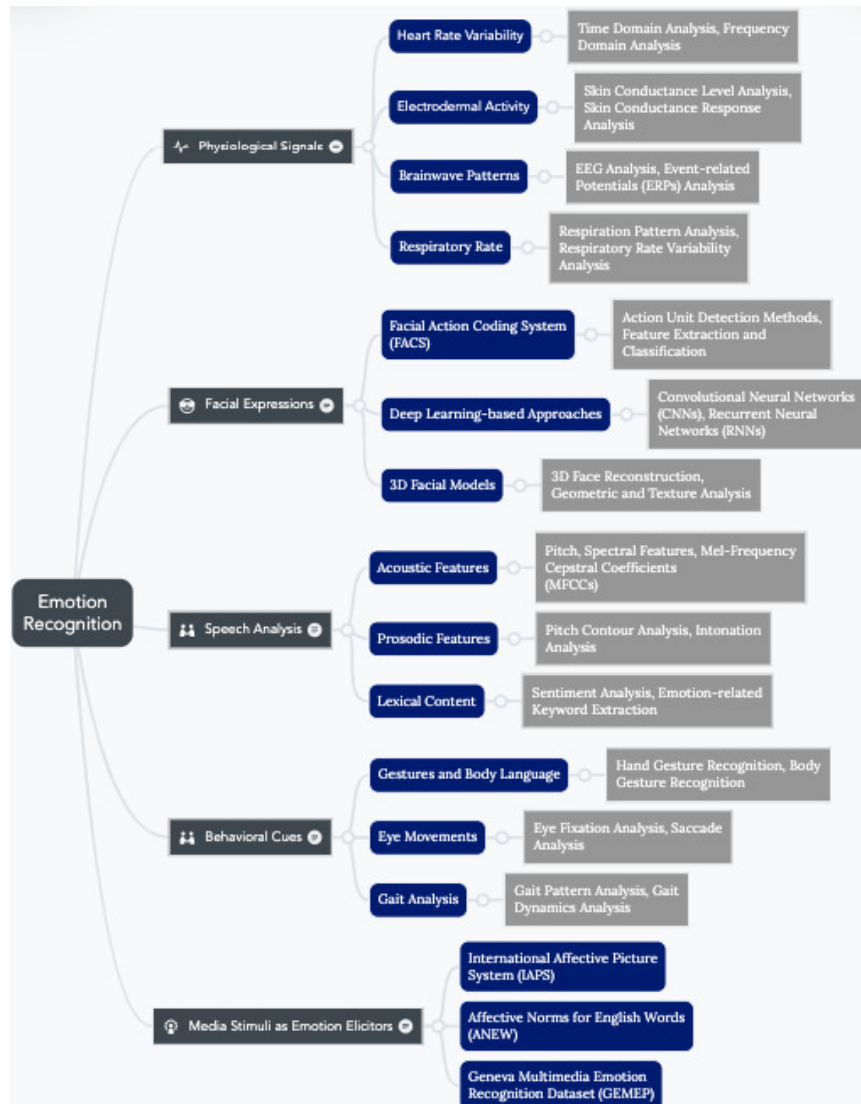 Emotion
Recognition
Physiological Signals
Heart Rate Variability
Time Domain Analysis, Frequency
Domain Analysis
Electrodermal Activity
Skin Conductance Level Analysis,
Skin Conductance Response
Analysis
Brainwave Patterns
EEG Analysis, Event-related
Potentials (ERPs) Analysis
Respiratory Rate
Respiration Pattern Analysis,
Respiratory Rate Variability
Analysis
Facial Expressions
Facial Action Coding System
(FACS)
Action Unit Detection Methods,
Feature Extraction and
Classification
Deep Learning-based Approaches
Convolutional Neural Networks
(CNNs), Recurrent Neural
Networks (RNNs)
3D Facial Models
3D Face Reconstruction,
Geometric and Texture Analysis
Speech Analysis
Acoustic Features
Pitch, Spectral Features, Mel-Frequency
Cepstral Coefficients
(MFCCs)
Prosodic Features
Pitch Contour Analysis, Intonation
Analysis
Lexical Content
Sentiment Analysis, Emotion-related
Keyword Extraction
Behavioral Cues
Gestures and Body Language
Hand Gesture Recognition, Body
Gesture Recognition
Eye Movements
Eye Fixation Analysis, Saccade
Analysis
Gait Analysis
Gait Pattern Analysis, Gait
Dynamics Analysis
Media Stimuli as Emotion Elicitors
International Affective Picture
System (IAPS)
Affective Norms for English Words
(ANEW)
Geneva Multimedia Emotion
Recognition Dataset (GEMEP)